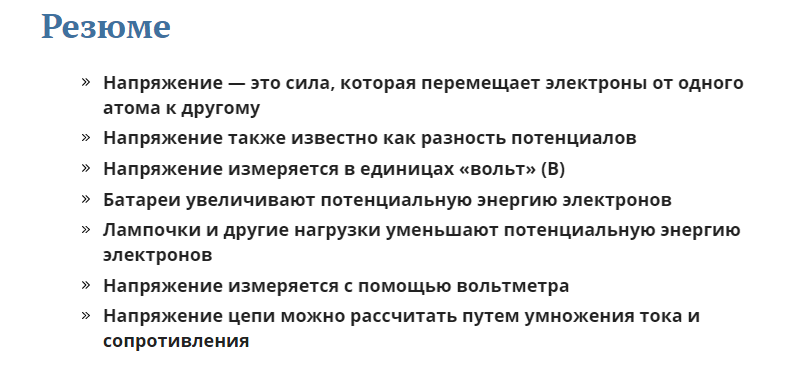 Резюме
» Напряжение — это сила, которая перемещает электроны от одного
атома к другому
» Напряжение также известно как разность потенциалов
» Напряжение измеряется в единицах «вольт» (В)
» Батареи увеличивают потенциальную энергию электронов
» Лампочки и другие нагрузки уменьшают потенциальную энергию
электронов
» Напряжение измеряется с помощью вольтметра
» Напряжение цепи можно рассчитать путем умножения тока и
сопротивления